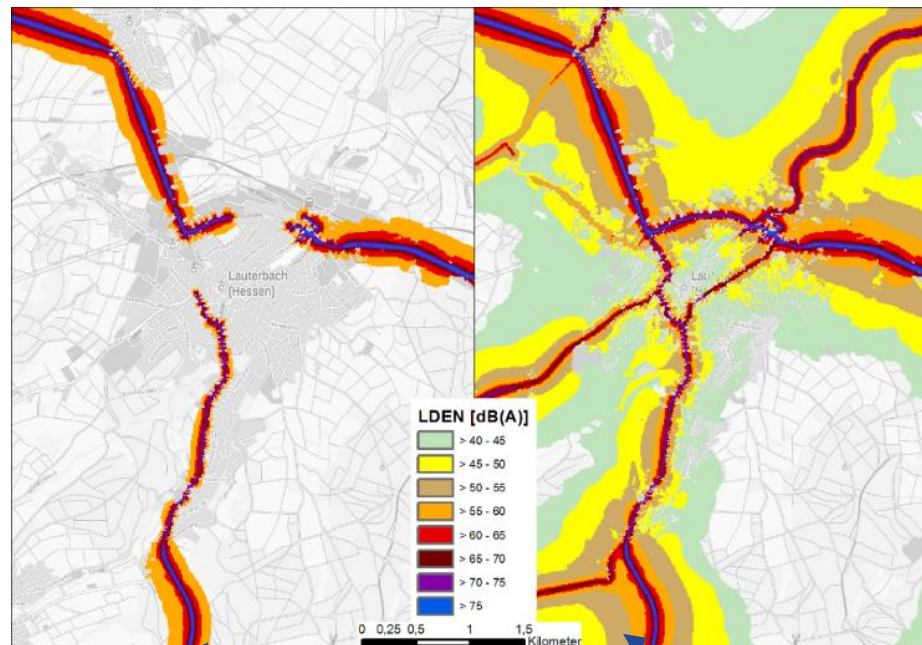 Lauterbach
(Hessen)
LDEN [dB(A)]
> 40 - 45
> 45 - 50
> 50 - 55
> 55 - 60
> 60 - 65
> 65 - 70
> 70 - 75
> 75
0 0,25 0,5 1 1,5
Kilometer